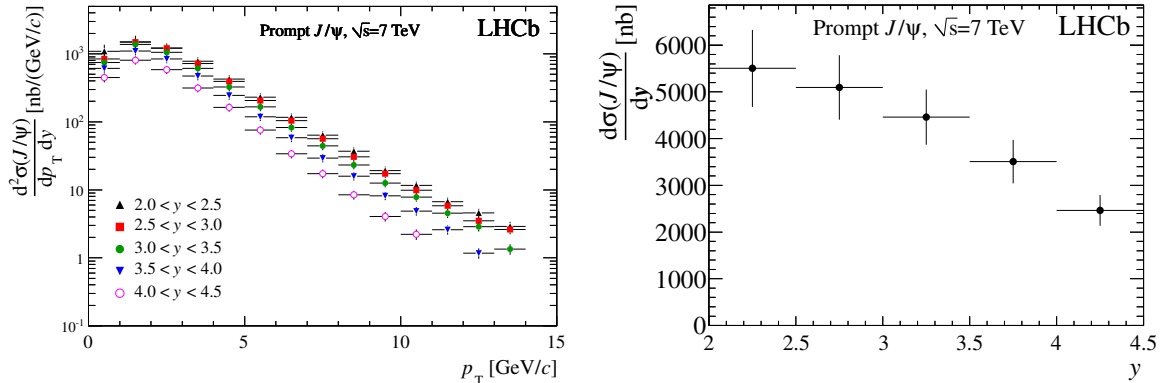 Prompt J/ψ, √s=7 TeV
LHCb
d²σ(J/ψ)
dp_T dy
[nb/(GeV/c)]
10³
10²
10
1
10⁻¹
2.0 < y < 2.5
2.5 < y < 3.0
3.0 < y < 3.5
3.5 < y < 4.0
4.0 < y < 4.5
0 5 10 15
p_T [GeV/c]
Prompt J/ψ, √s=7 TeV
LHCb
dσ(J/ψ)
dy
[nb]
6000
5000
4000
3000
2000
1000
0
2 2.5 3 3.5 4 4.5
y